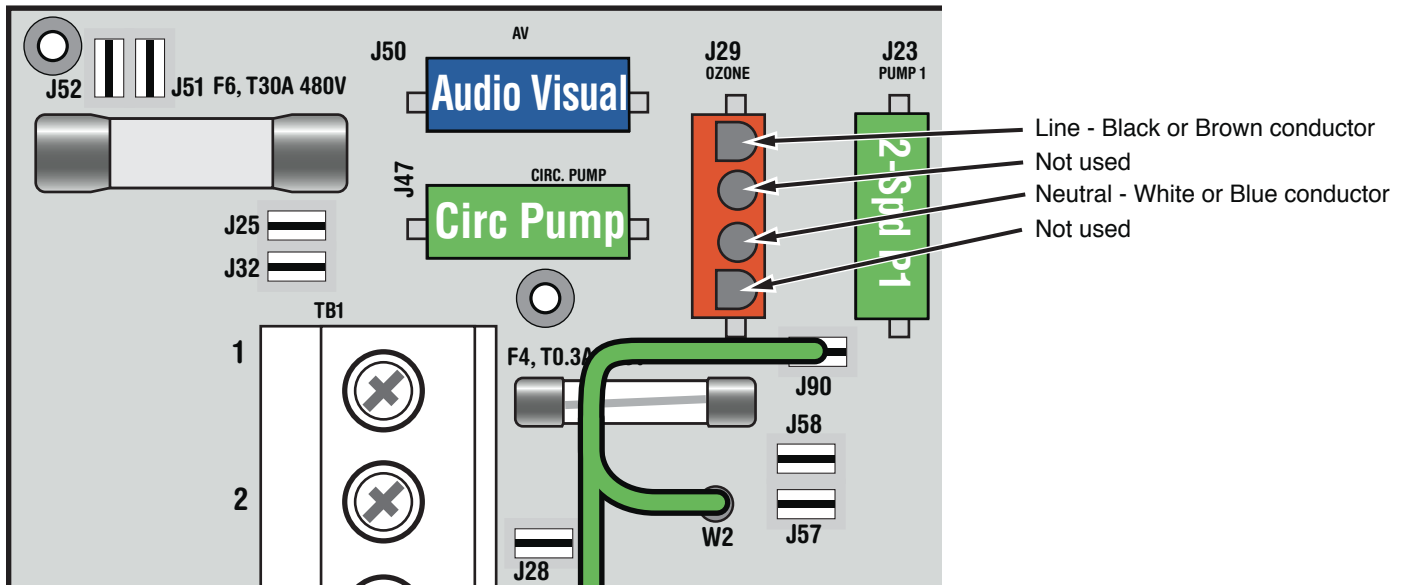 AV
J50
J29
J23
OZONE
PUMP 1
J52
J51
F6, T30A 480V
Audio Visual
Line - Black or Brown conductor
Not used
Neutral - White or Blue conductor
Not used
2-Spd P1
J47
CIRC. PUMP
Circ Pump
J25
J32
TB1
1
F4, T0.3A
J90
J58
2
W2
J57
J28